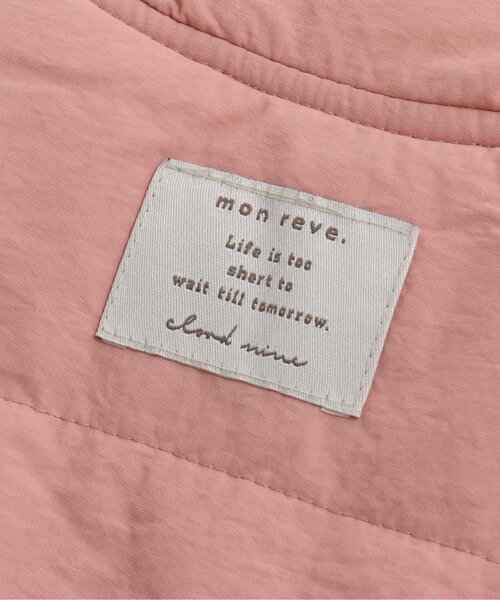 mon reve.
Life is too
short to
wait till tomorrow.
cloud nine